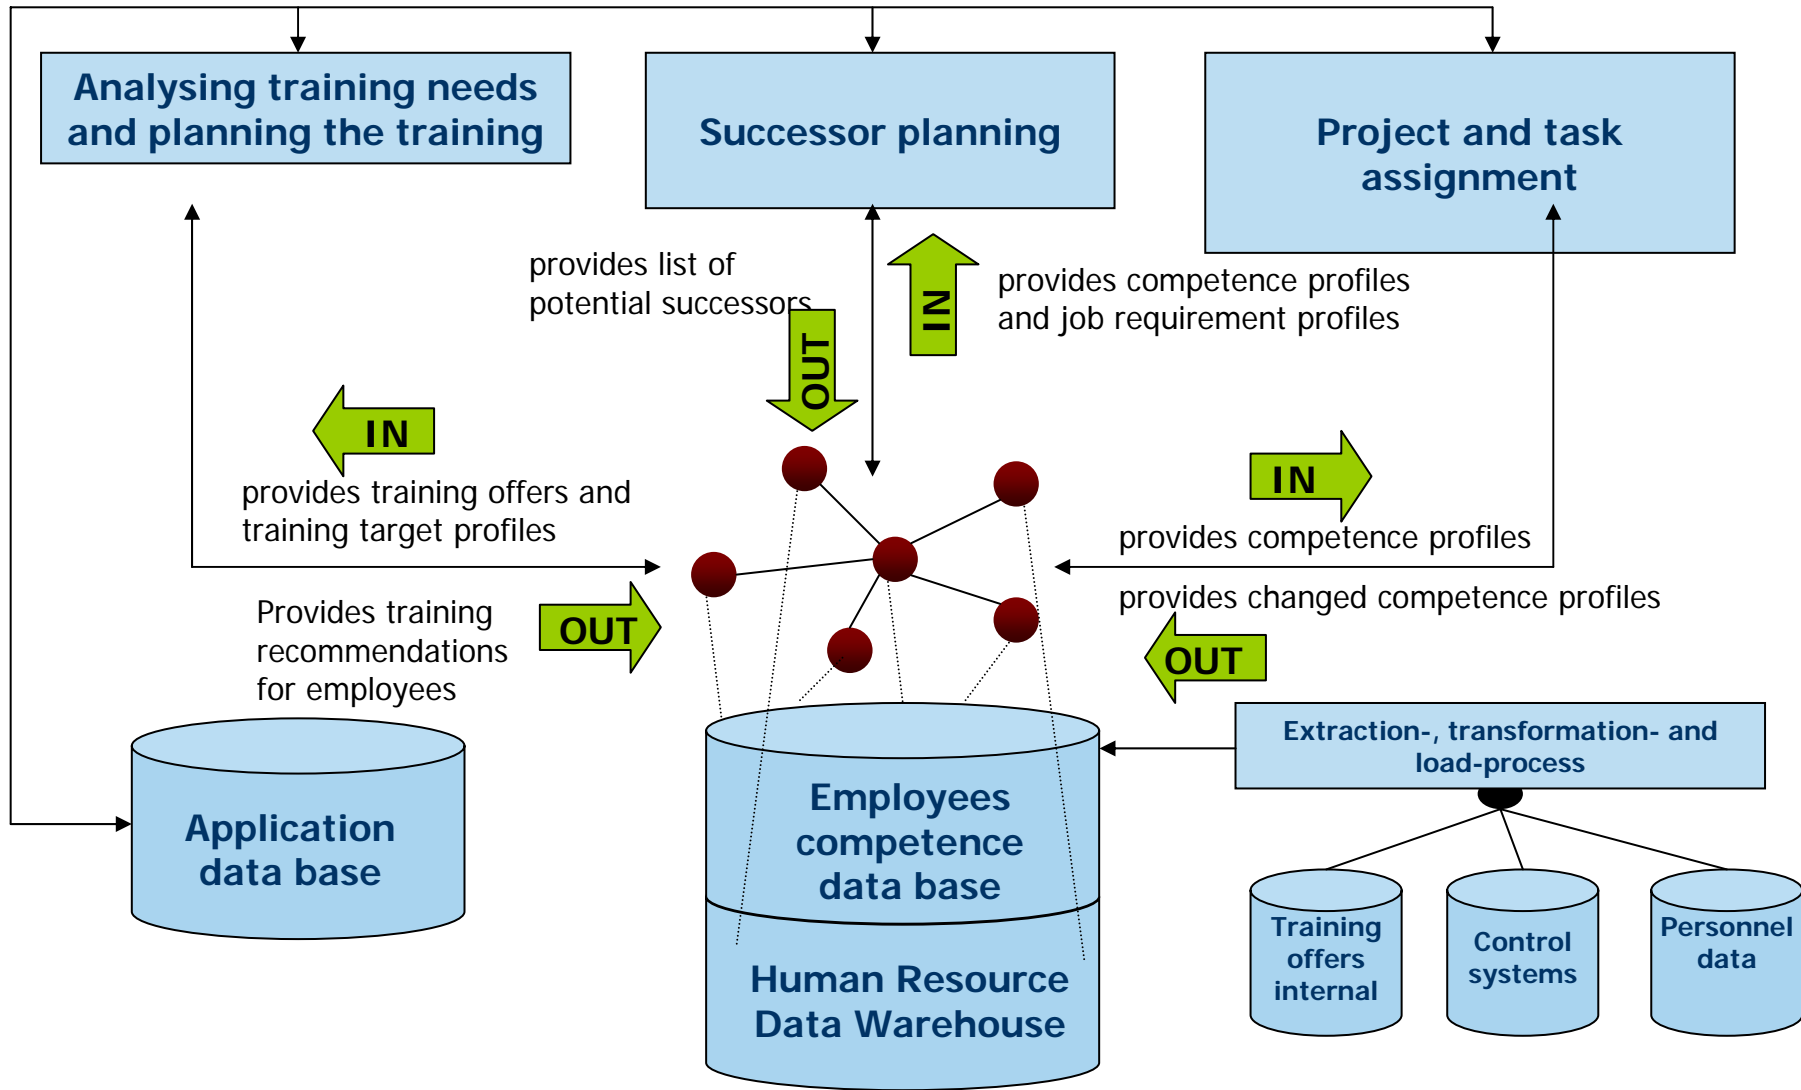 Analysing training needs
and planning the training
Successor planning
Project and task
assignment
provides list of
potential successors
OUT
IN
provides competence profiles
and job requirement profiles
IN
provides training offers and
training target profiles
IN
provides competence profiles
Provides training
recommendations
for employees
OUT
provides changed competence profiles
OUT
Application
data base
Employees
competence
data base
Human Resource
Data Warehouse
Extraction-, transformation- and
load-process
Training
offers
internal
Control
systems
Personnel
data